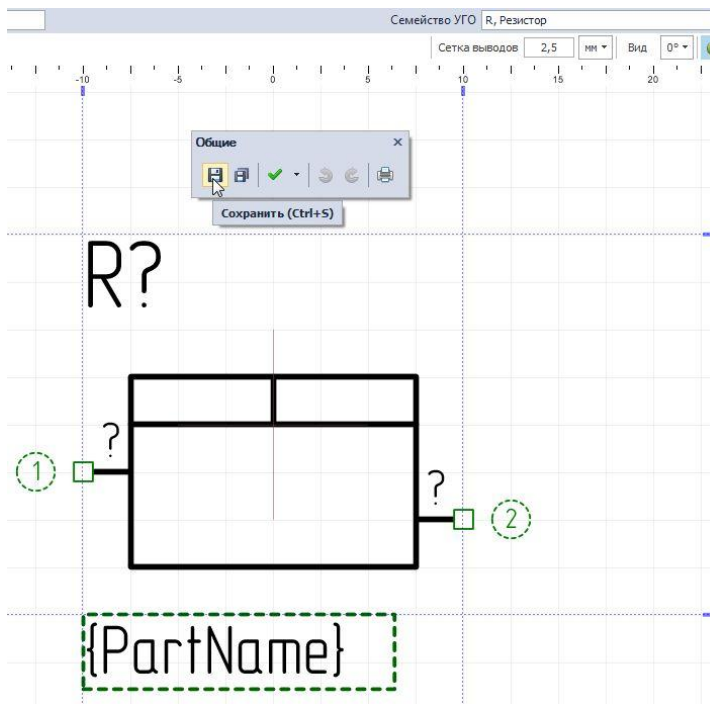 Семейство УГО R, Резистор
Сетка выводов 2,5 мм Вид 0°
-10 -5 0 5 10 15 20
Общие
Сохранить (Ctrl+S)
R?
?
1
?
2
{PartName}